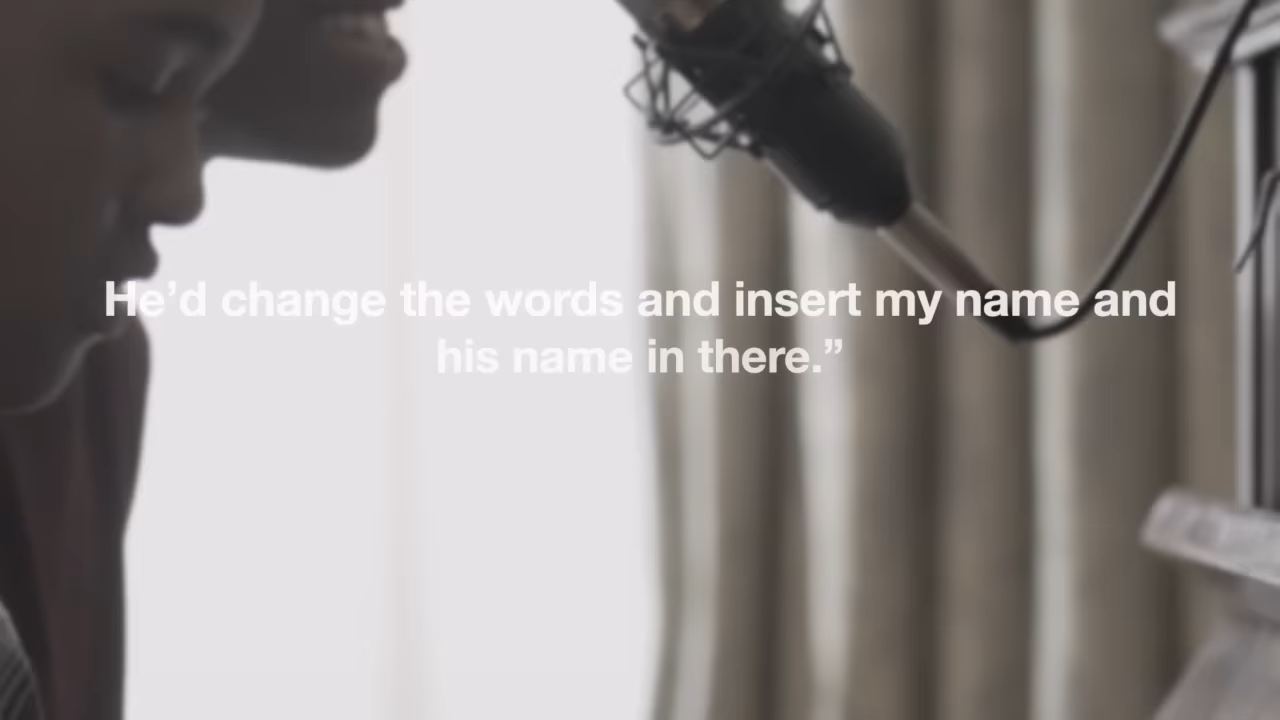 He’d change the words and insert my name and
his name in there.”